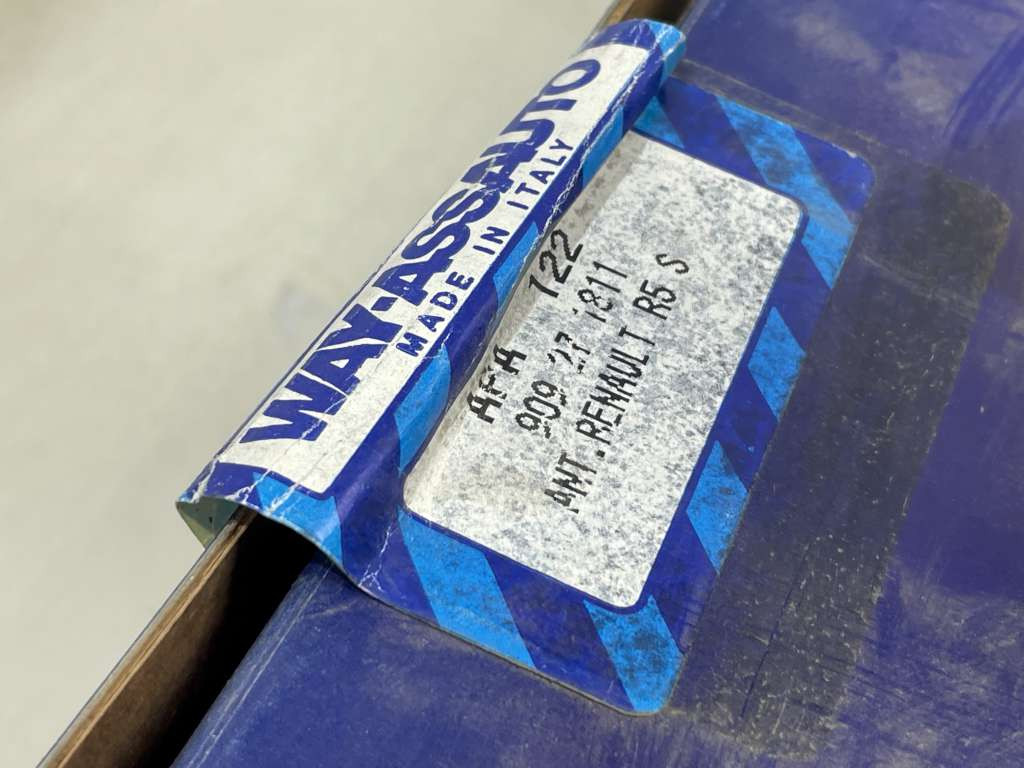 WAY-ASSAUTO
MADE IN ITALY
AFA 122
909 27 1811
ANT.RENAULT R5 S